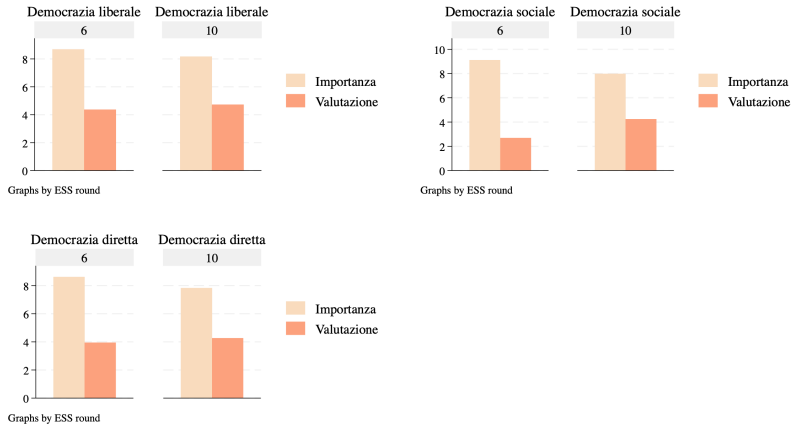 Democrazia liberale Democrazia liberale
6 10
8
6
4
2
0
Importanza
Valutazione
Graphs by ESS round
Democrazia sociale Democrazia sociale
6 10
10
8
6
4
2
0
Importanza
Valutazione
Graphs by ESS round
Democrazia diretta Democrazia diretta
6 10
8
6
4
2
0
Importanza
Valutazione
Graphs by ESS round